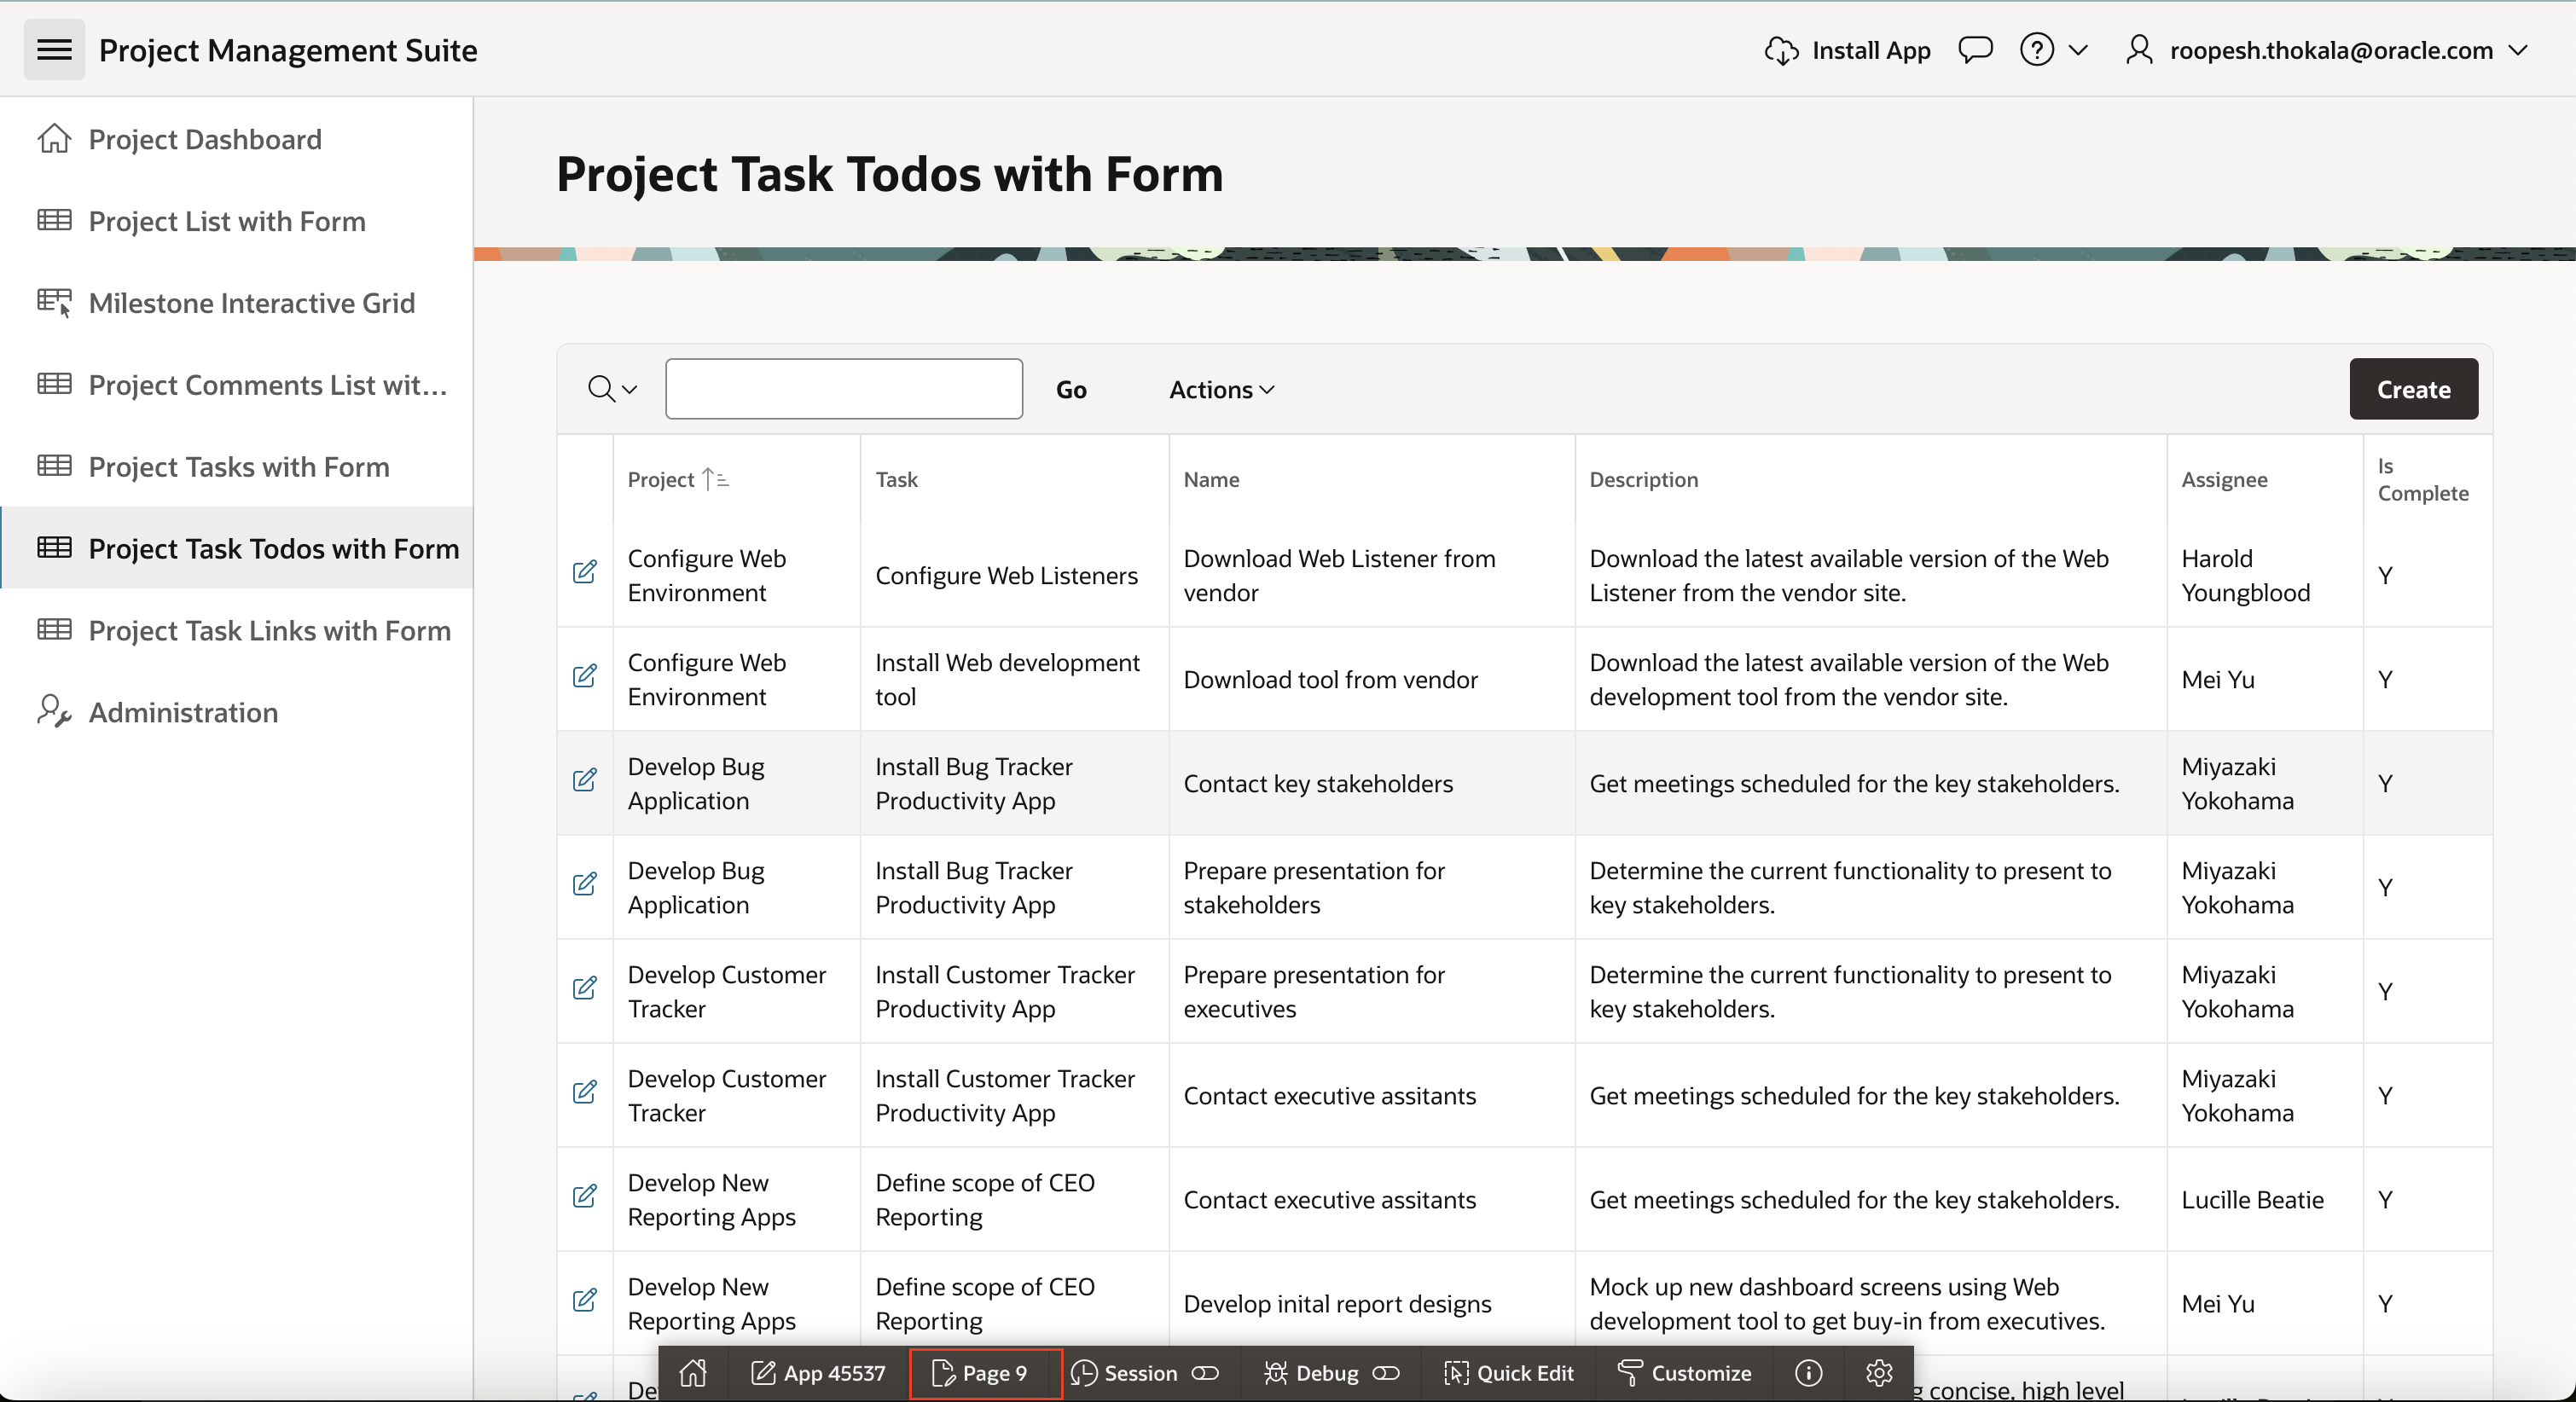 Project Management Suite
Install App
roopesh.thokala@oracle.com
Project Dashboard
Project List with Form
Milestone Interactive Grid
Project Comments List wit...
Project Tasks with Form
Project Task Todos with Form
Project Task Links with Form
Administration
Project Task Todos with Form
Go
Actions
Create
Project
Task
Name
Description
Assignee
Is
Complete
Configure Web
Environment
Configure Web Listeners
Download Web Listener from
vendor
Download the latest available version of the Web
Listener from the vendor site.
Harold
Youngblood
Y
Configure Web
Environment
Install Web development
tool
Download tool from vendor
Download the latest available version of the Web
development tool from the vendor site.
Mei Yu
Y
Develop Bug
Application
Install Bug Tracker
Productivity App
Contact key stakeholders
Get meetings scheduled for the key stakeholders.
Miyazaki
Yokohama
Y
Develop Bug
Application
Install Bug Tracker
Productivity App
Prepare presentation for
stakeholders
Determine the current functionality to present to
key stakeholders.
Miyazaki
Yokohama
Y
Develop Customer
Tracker
Install Customer Tracker
Productivity App
Prepare presentation for
executives
Determine the current functionality to present to
key stakeholders.
Miyazaki
Yokohama
Y
Develop Customer
Tracker
Install Customer Tracker
Productivity App
Contact executive assitants
Get meetings scheduled for the key stakeholders.
Miyazaki
Yokohama
Y
Develop New
Reporting Apps
Define scope of CEO
Reporting
Contact executive assitants
Get meetings scheduled for the key stakeholders.
Lucille Beatie
Y
Develop New
Reporting Apps
Define scope of CEO
Reporting
Develop inital report designs
Mock up new dashboard screens using Web
development tool to get buy-in from executives.
Mei Yu
Y
concise, high level
App 45537
Page 9
Session
Debug
Quick Edit
Customize